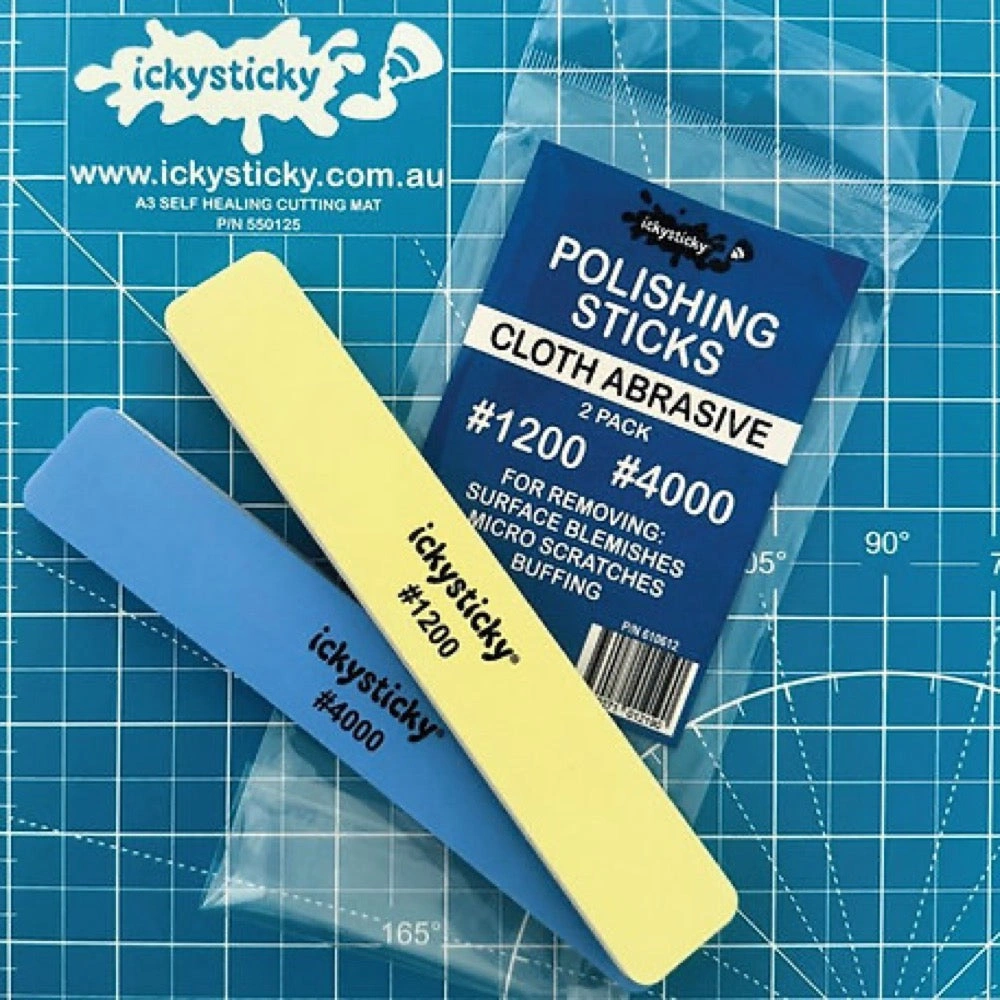 ickysticky
www.ickysticky.com.au
A3 SELF HEALING CUTTING MAT
P/N 550125
ickysticky
POLISHING
STICKS
CLOTH ABRASIVE
2 PACK
#1200 #4000
FOR REMOVING:
SURFACE BLEMISHES
MICRO SCRATCHES
BUFFING
P/N 610612
ickysticky®
#1200
ickysticky®
#4000
90°
165°